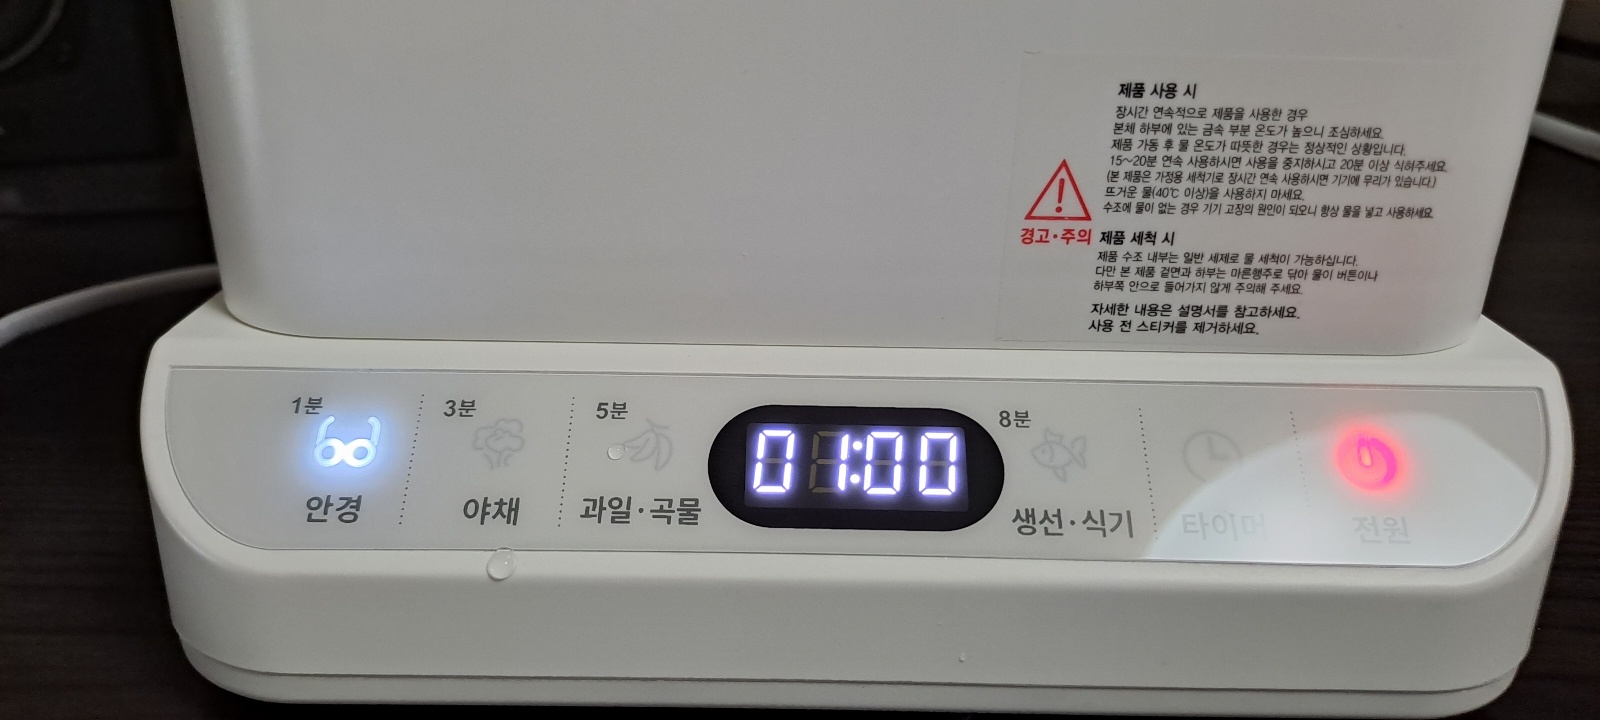 제품 사용 시
장시간 연속적으로 제품을 사용한 경우
본체 하부에 있는 금속 부분 온도가 높으니 조심하세요.
제품 가동 후 물 온도가 따뜻한 경우는 정상적인 상황입니다.
15~20분 연속 사용하시면 사용을 중지하시고 20분 이상 식혀주세요.
(본 제품은 가정용 세척기로 장시간 연속 사용하시면 기기에 무리가 있습니다.)
뜨거운 물(40℃ 이상)을 사용하지 마세요.
수조에 물이 없는 경우 기기 고장의 원인이 되오니 항상 물을 넣고 사용하세요.
경고·주의
제품 세척 시
제품 수조 내부는 일반 세제로 물 세척이 가능하십니다.
다만 본 제품 겉면과 하부는 마른행주로 닦아 물이 버튼이나
하부쪽 안으로 들어가지 않게 주의해 주세요.
자세한 내용은 설명서를 참고하세요.
사용 전 스티커를 제거하세요.
1분
안경
3분
야채
5분
과일·곡물
01:00
8분
생선·식기
타이머
전원